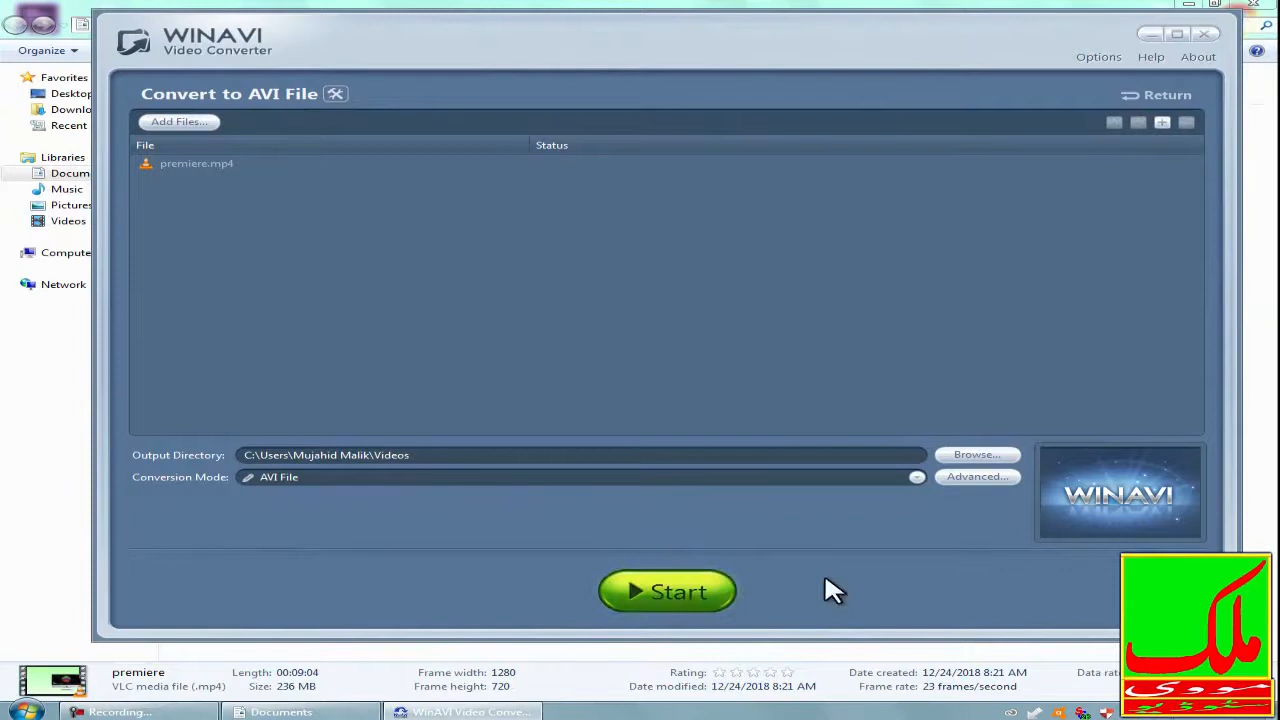 WINAVI
Video Converter
Options Help About
Organize
Convert to AVI File
Return
Favorites
Desktop
Downlo
Recent
Add Files...
File Status
premiere.mp4
Libraries
Docum
Music
Pictures
Videos
Compute
Network
Output Directory: C:\Users\Mujahid Malik\Videos Browse...
Conversion Mode: AVI File Advanced...
WINAVI
Start
ملک
مووی
سٹوڈیو
premiere Length: 00:09:04 Frame width: 1280 Rating: Date created: 12/24/2018 8:21 AM Data rat
VLC media file (.mp4) Size: 236 MB 720 Date modified: 12/24/2018 8:21 AM 23 frames/second
Recording... Documents WinAVI Video Conve...